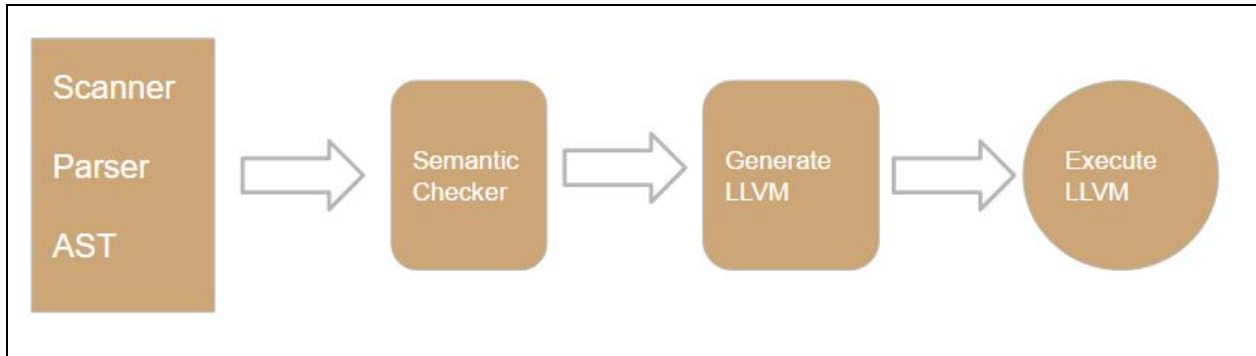 Scanner
Parser
AST
Semantic
Checker
Generate
LLVM
Execute
LLVM